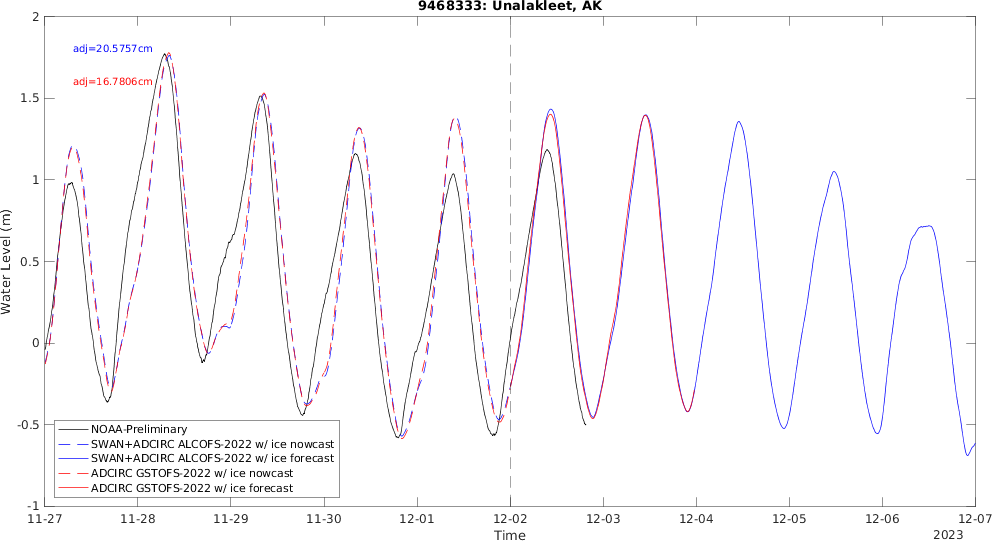 9468333: Unalakleet, AK
adj=20.5757cm
adj=16.7806cm
Water Level (m)
2
1.5
1
0.5
0
-0.5
-1
NOAA-Preliminary
SWAN+ADCIRC ALCOFS-2022 w/ ice nowcast
SWAN+ADCIRC ALCOFS-2022 w/ ice forecast
ADCIRC GSTOFS-2022 w/ ice nowcast
ADCIRC GSTOFS-2022 w/ ice forecast
11-27 11-28 11-29 11-30 12-01 12-02 12-03 12-04 12-05 12-06 12-07
Time
2023